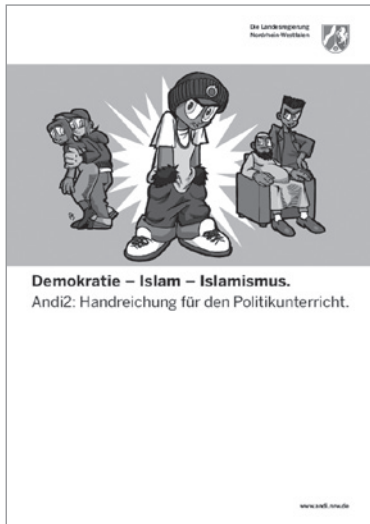 Die Landesregierung
Nordrhein-Westfalen
Demokratie – Islam – Islamismus.
Andi2: Handreichung für den Politikunterricht.
www.andi.nrw.de